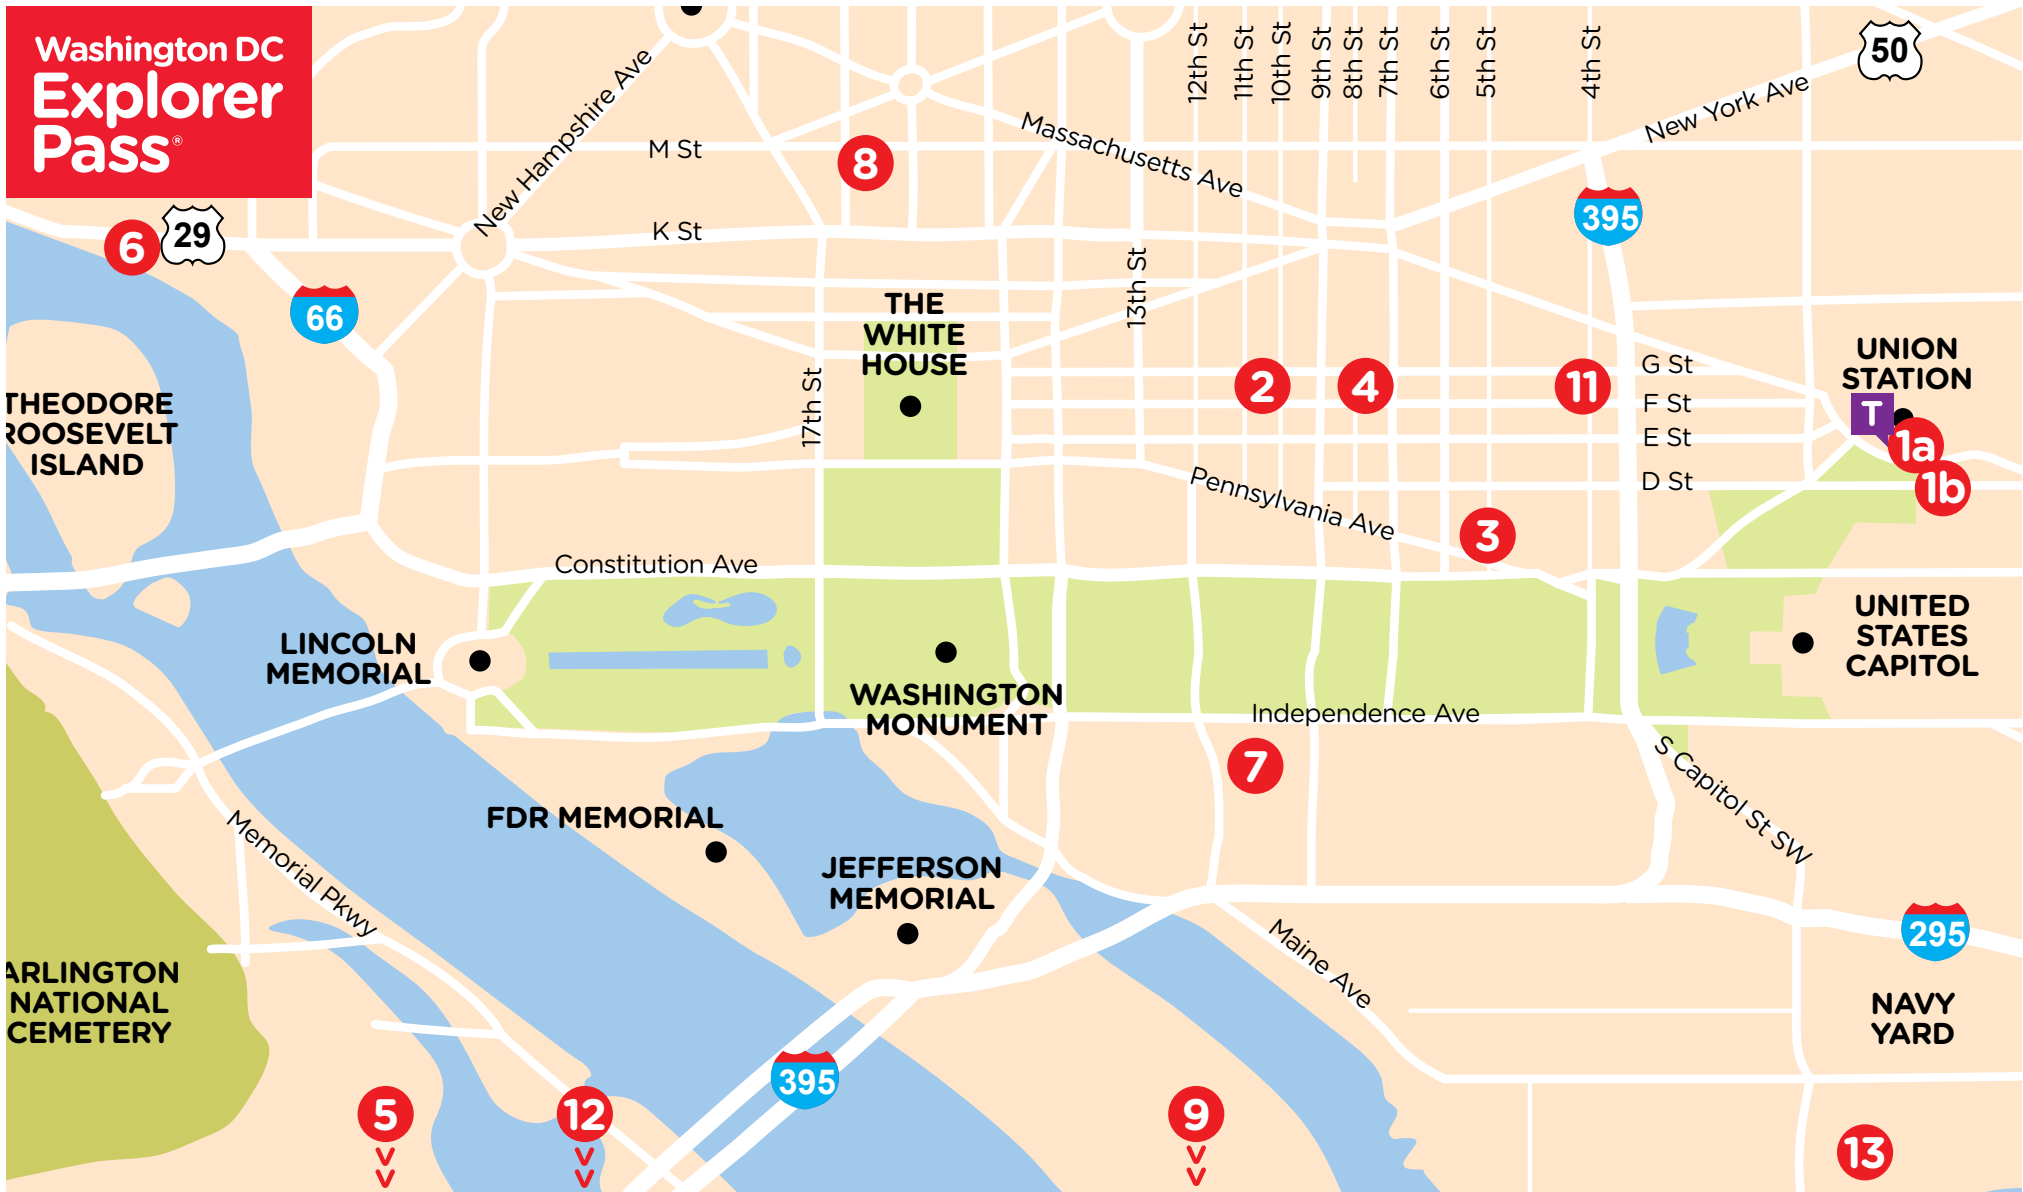 Washington DC
Explorer
Pass®
12th St
11th St
10th St
9th St
8th St
7th St
6th St
5th St
4th St
50
New York Ave
New Hampshire Ave
Massachusetts Ave
M St
8
395
K St
6
29
66
13th St
THE
WHITE
HOUSE
17th St
2
4
11
G St
F St
E St
D St
UNION
STATION
T
1a
1b
THEODORE
ROOSEVELT
ISLAND
Pennsylvania Ave
3
Constitution Ave
LINCOLN
MEMORIAL
WASHINGTON
MONUMENT
UNITED
STATES
CAPITOL
Independence Ave
7
S Capitol St SW
FDR MEMORIAL
Memorial Pkwy
JEFFERSON
MEMORIAL
Maine Ave
295
ARLINGTON
NATIONAL
CEMETERY
NAVY
YARD
395
5
12
9
13